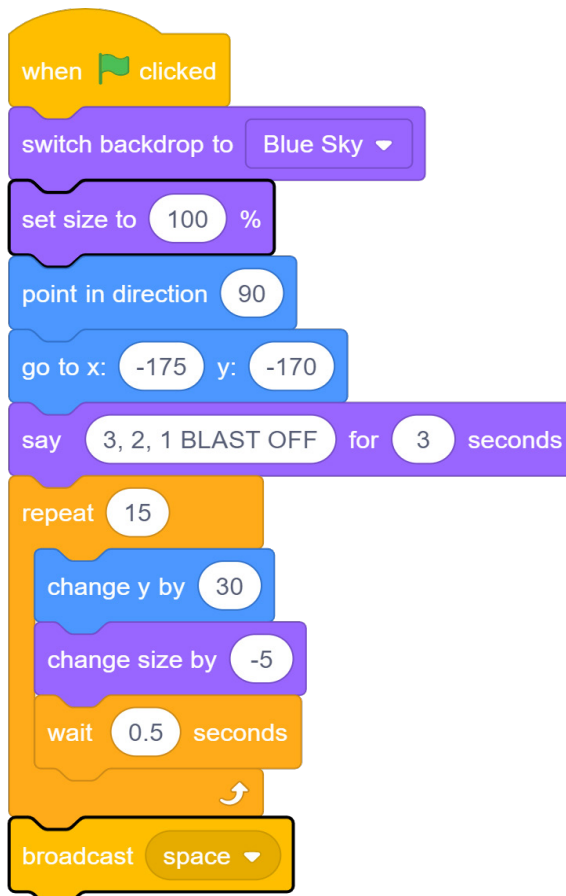 when clicked
switch backdrop to Blue Sky
set size to 100 %
point in direction 90
go to x: -175 y: -170
say 3, 2, 1 BLAST OFF for 3 seconds
repeat 15
change y by 30
change size by -5
wait 0.5 seconds
broadcast space